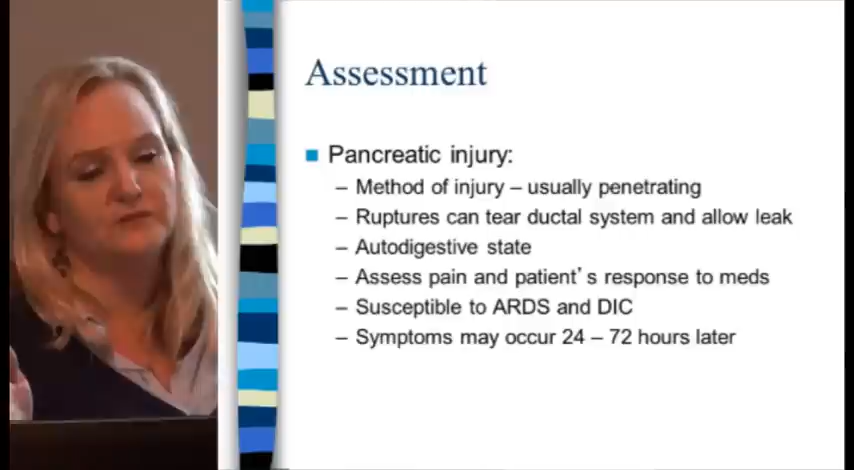 Assessment
Pancreatic injury:
– Method of injury – usually penetrating
– Ruptures can tear ductal system and allow leak
– Autodigestive state
– Assess pain and patient's response to meds
– Susceptible to ARDS and DIC
– Symptoms may occur 24 – 72 hours later